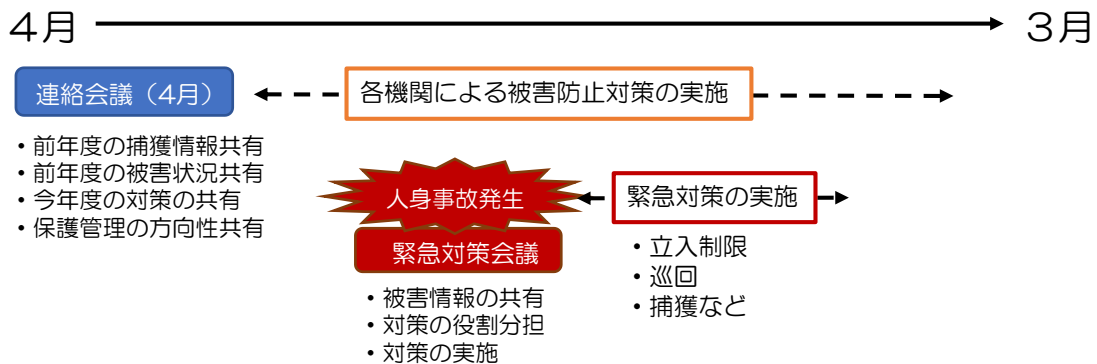 4月
3月
連絡会議（4月）
各機関による被害防止対策の実施
・前年度の捕獲情報共有
・前年度の被害状況共有
・今年度の対策の共有
・保護管理の方向性共有
人身事故発生
緊急対策の実施
緊急対策会議
・立入制限
・巡回
・捕獲など
・被害情報の共有
・対策の役割分担
・対策の実施